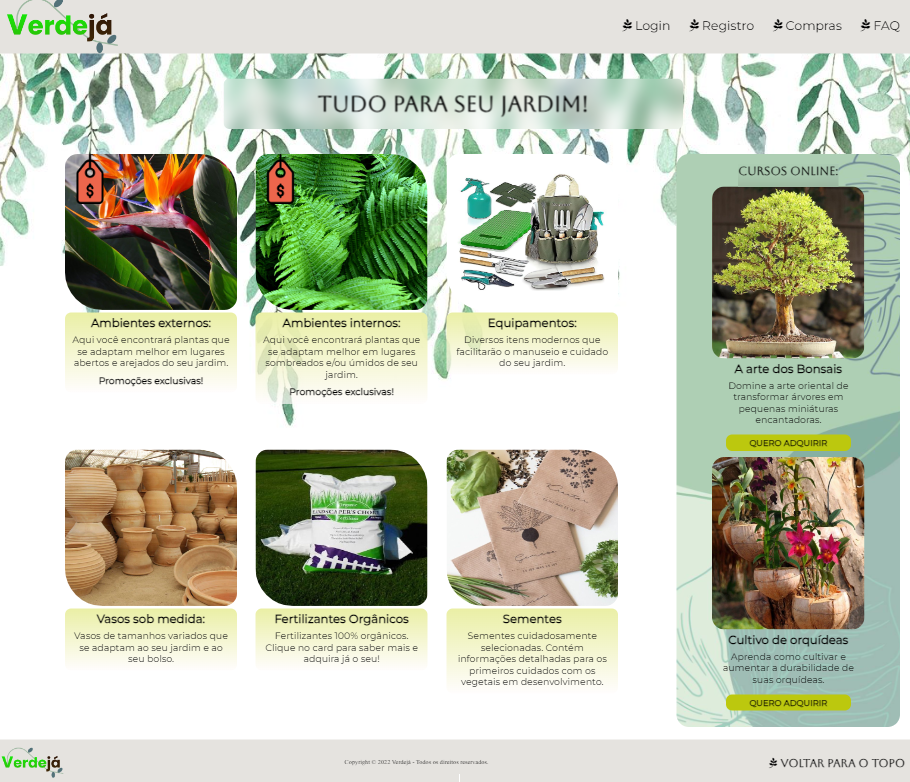 Verdejá
Login Registro Compras FAQ
TUDO PARA SEU JARDIM!
$
$
Ambientes externos:
Aqui você encontrará plantas que
se adaptam melhor em lugares
abertos e arejados do seu jardim.
Promoções exclusivas!
Ambientes internos:
Aqui você encontrará plantas que
se adaptam melhor em lugares
sombreados e/ou úmidos de seu
jardim.
Promoções exclusivas!
Equipamentos:
Diversos itens modernos que
facilitarão o manuseio e cuidado
do seu jardim.
Vasos sob medida:
Vasos de tamanhos variados que
se adaptam ao seu jardim e ao
seu bolso.
LANDSCAPER'S CHOICE
Fertilizantes Orgânicos
Fertilizantes 100% orgânicos.
Clique no card para saber mais e
adquira já o seu!
Sementes
Sementes cuidadosamente
selecionadas. Contém
informações detalhadas para os
primeiros cuidados com os
vegetais em desenvolvimento.
CURSOS ONLINE:
A arte dos Bonsais
Domine a arte oriental de
transformar árvores em
pequenas miniáturas
encantadoras.
QUERO ADQUIRIR
Cultivo de orquídeas
Aprenda como cultivar e
aumentar a durabilidade de
suas orquídeas.
QUERO ADQUIRIR
Verdejá
Copyright © 2022 Verdejá - Todos os direitos reservados.
VOLTAR PARA O TOPO